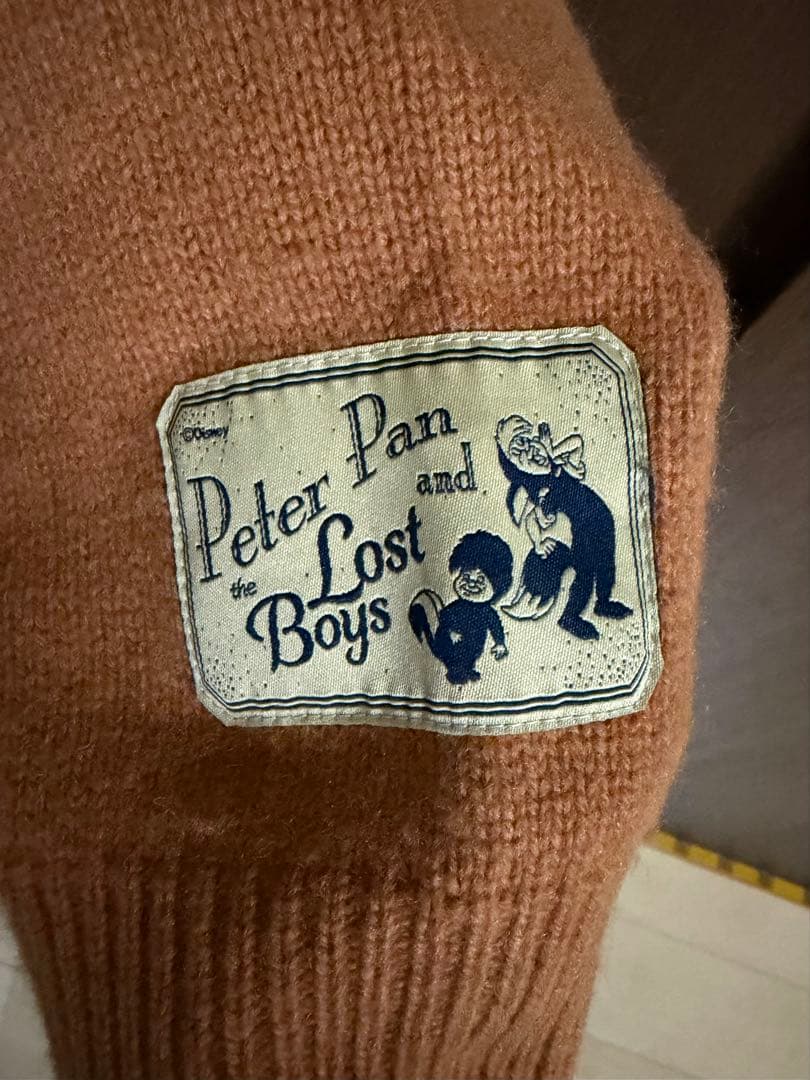 ©Disney
Peter Pan
and
the Lost
Boys